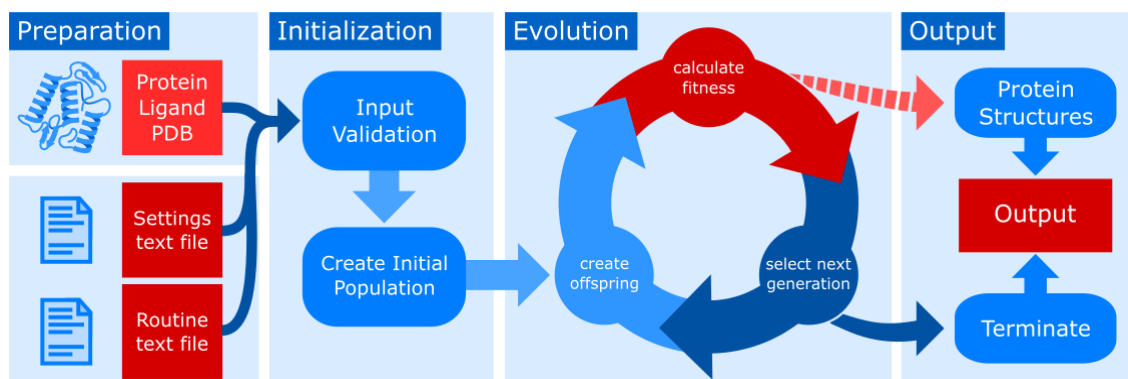 Preparation
Protein
Ligand
PDB
Settings
text file
Routine
text file
Initialization
Input
Validation
Create Initial
Population
Evolution
calculate
fitness
create
offspring
select next
generation
Output
Protein
Structures
Output
Terminate